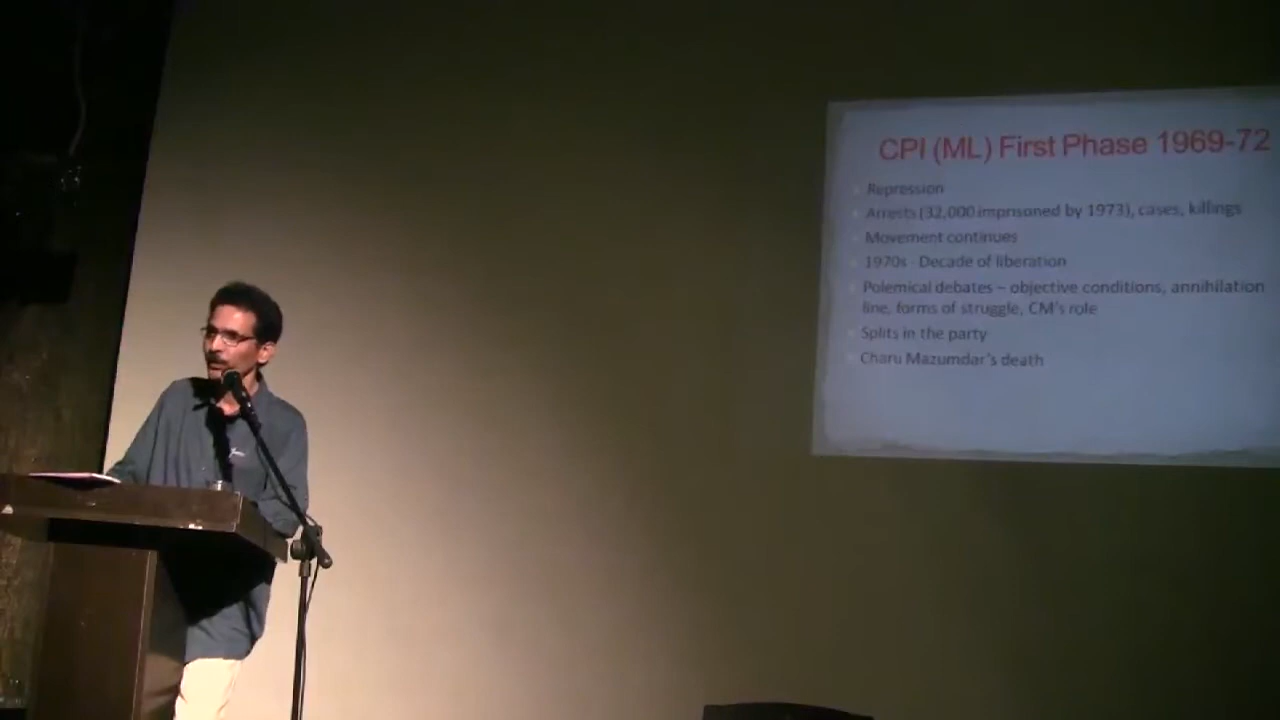 CPI (ML) First Phase 1969-72
Repression
Arrests (32,000 imprisoned by 1973), cases, killings
Movement continues
1970s - Decade of liberation
Polemical debates – objective conditions, annihilation
line, forms of struggle, CM's role
Splits in the party
Charu Mazumdar's death